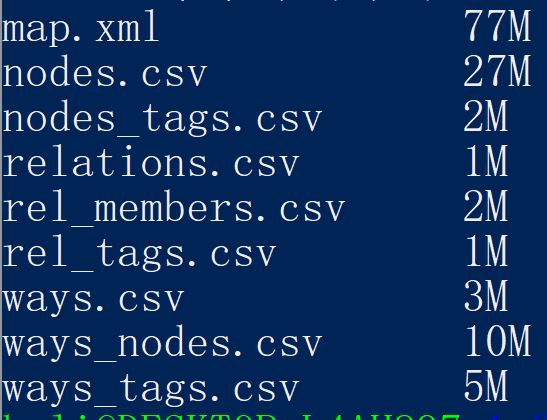 map.xml 77M
nodes.csv 27M
nodes_tags.csv 2M
relations.csv 1M
rel_members.csv 2M
rel_tags.csv 1M
ways.csv 3M
ways_nodes.csv 10M
ways_tags.csv 5M